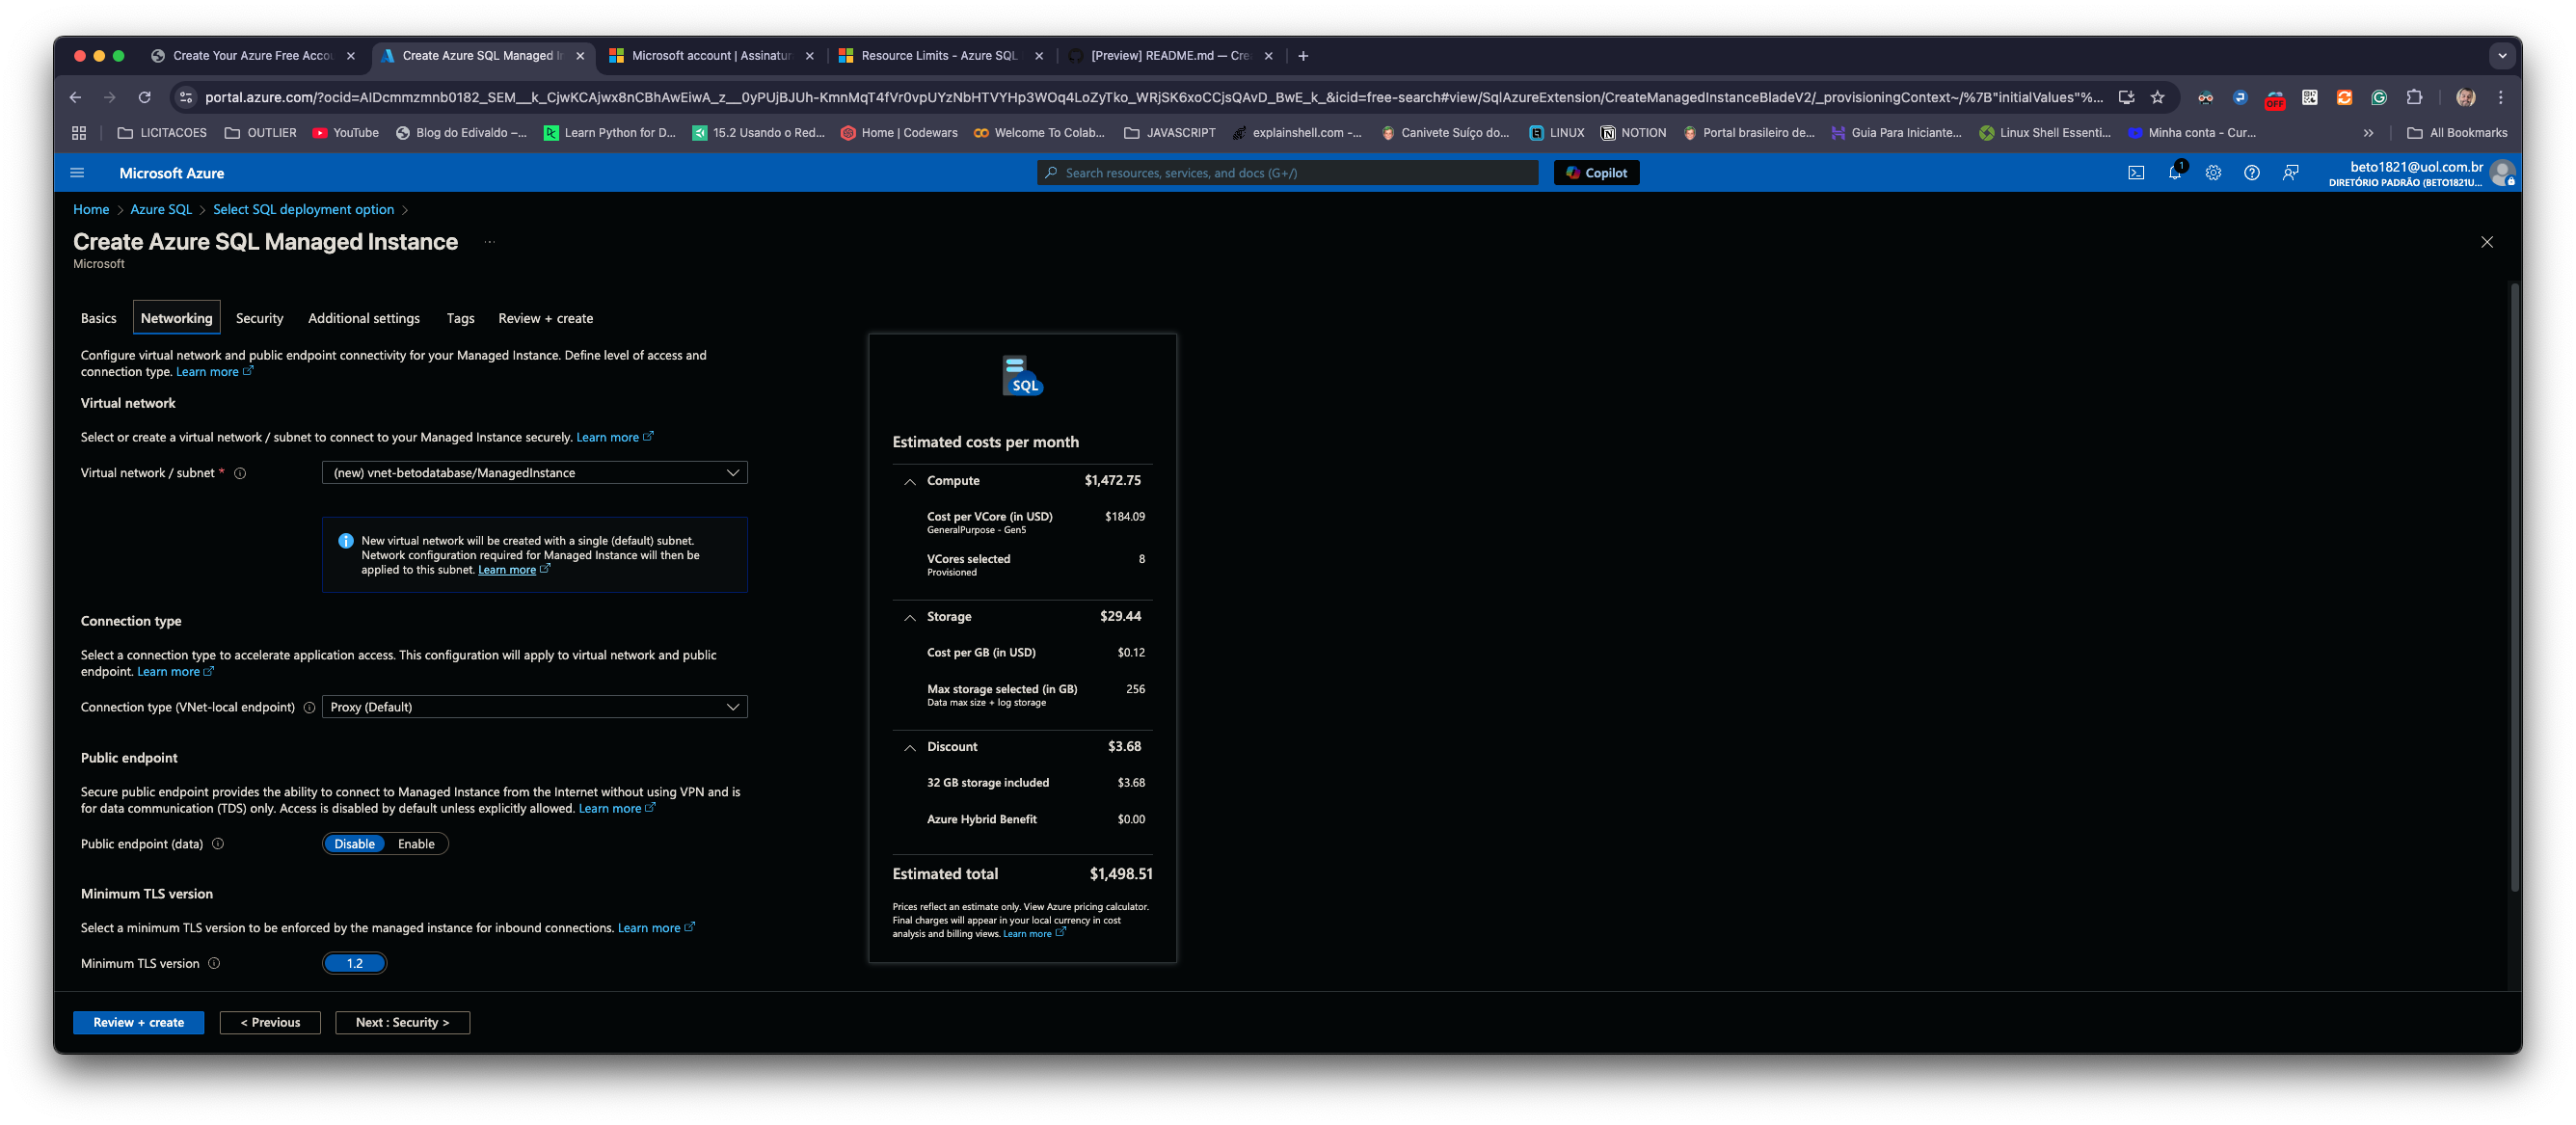 Create Your Azure Free Accou
Create Azure SQL Managed In
Microsoft account | Assinatura
Resource Limits - Azure SQL
[Preview] README.md — Cre
portal.azure.com/?ocid=AIDcmmzmnb0182_SEM__k_CjwKCAjwx8nCBhAwEiwA_z__0yPUjBJUh-KmnMqT4fVr0vpUYzNbHTVYHp3WOq4LoZyTko_WRjSK6xoCCjsQAvD_BwE_k_&icid=free-search#view/SqlAzureExtension/CreateManagedInstanceBladeV2/_provisioningContext~/%7B"initialValues"%...
OFF
LICITACOES
OUTLIER
YouTube
Blog do Edivaldo –...
Learn Python for D...
15.2 Usando o Red...
Home | Codewars
Welcome To Colab...
JAVASCRIPT
explainshell.com -...
Canivete Suíço do...
LINUX
NOTION
Portal brasileiro de...
Guia Para Iniciante...
Linux Shell Essenti...
Minha conta - Cur...
All Bookmarks
Microsoft Azure
Search resources, services, and docs (G+/)
Copilot
1
beto1821@uol.com.br
DIRETÓRIO PADRÃO (BETO1821U...
Home > Azure SQL > Select SQL deployment option >
Create Azure SQL Managed Instance ...
Microsoft
Basics
Networking
Security
Additional settings
Tags
Review + create
Configure virtual network and public endpoint connectivity for your Managed Instance. Define level of access and
connection type. Learn more
Virtual network
Select or create a virtual network / subnet to connect to your Managed Instance securely. Learn more
Virtual network / subnet *
(new) vnet-betodatabase/ManagedInstance
New virtual network will be created with a single (default) subnet.
Network configuration required for Managed Instance will then be
applied to this subnet. Learn more
Connection type
Select a connection type to accelerate application access. This configuration will apply to virtual network and public
endpoint. Learn more
Connection type (VNet-local endpoint)
Proxy (Default)
Public endpoint
Secure public endpoint provides the ability to connect to Managed Instance from the Internet without using VPN and is
for data communication (TDS) only. Access is disabled by default unless explicitly allowed. Learn more
Public endpoint (data)
Disable
Enable
Minimum TLS version
Select a minimum TLS version to be enforced by the managed instance for inbound connections. Learn more
Minimum TLS version
1.2
SQL
Estimated costs per month
Compute $1,472.75
Cost per VCore (in USD) $184.09
GeneralPurpose - Gen5
VCores selected 8
Provisioned
Storage $29.44
Cost per GB (in USD) $0.12
Max storage selected (in GB) 256
Data max size + log storage
Discount $3.68
32 GB storage included $3.68
Azure Hybrid Benefit $0.00
Estimated total $1,498.51
Prices reflect an estimate only. View Azure pricing calculator.
Final charges will appear in your local currency in cost
analysis and billing views. Learn more
Review + create
< Previous
Next : Security >